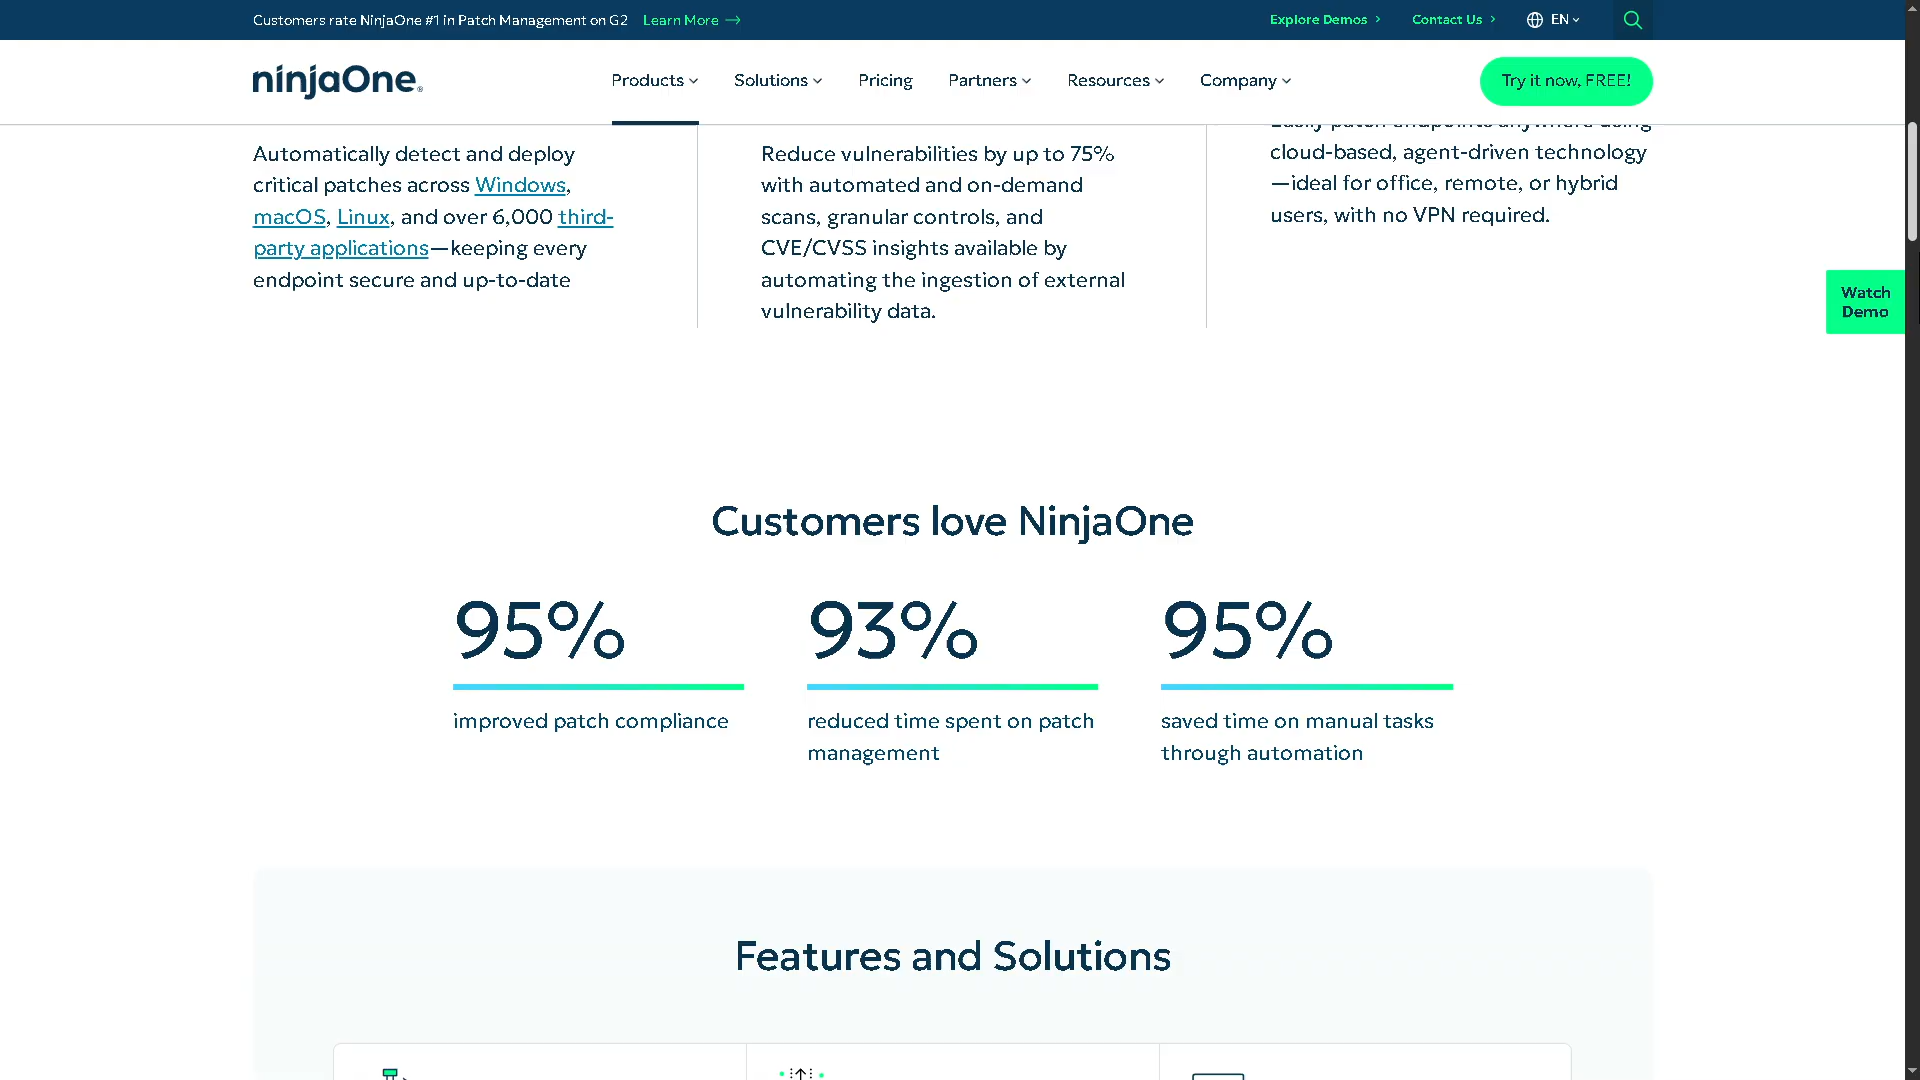 Customers rate NinjaOne #1 in Patch Management on G2 Learn More →
Explore Demos > Contact Us > EN
ninjaOne®
Products Solutions Pricing Partners Resources Company
Try it now, FREE!
Automatically detect and deploy
critical patches across Windows,
macOS, Linux, and over 6,000 third-
party applications—keeping every
endpoint secure and up-to-date
Reduce vulnerabilities by up to 75%
with automated and on-demand
scans, granular controls, and
CVE/CVSS insights available by
automating the ingestion of external
vulnerability data.
Easily patch endpoints anywhere using
cloud-based, agent-driven technology
—ideal for office, remote, or hybrid
users, with no VPN required.
Watch
Demo
Customers love NinjaOne
95%
improved patch compliance
93%
reduced time spent on patch
management
95%
saved time on manual tasks
through automation
Features and Solutions